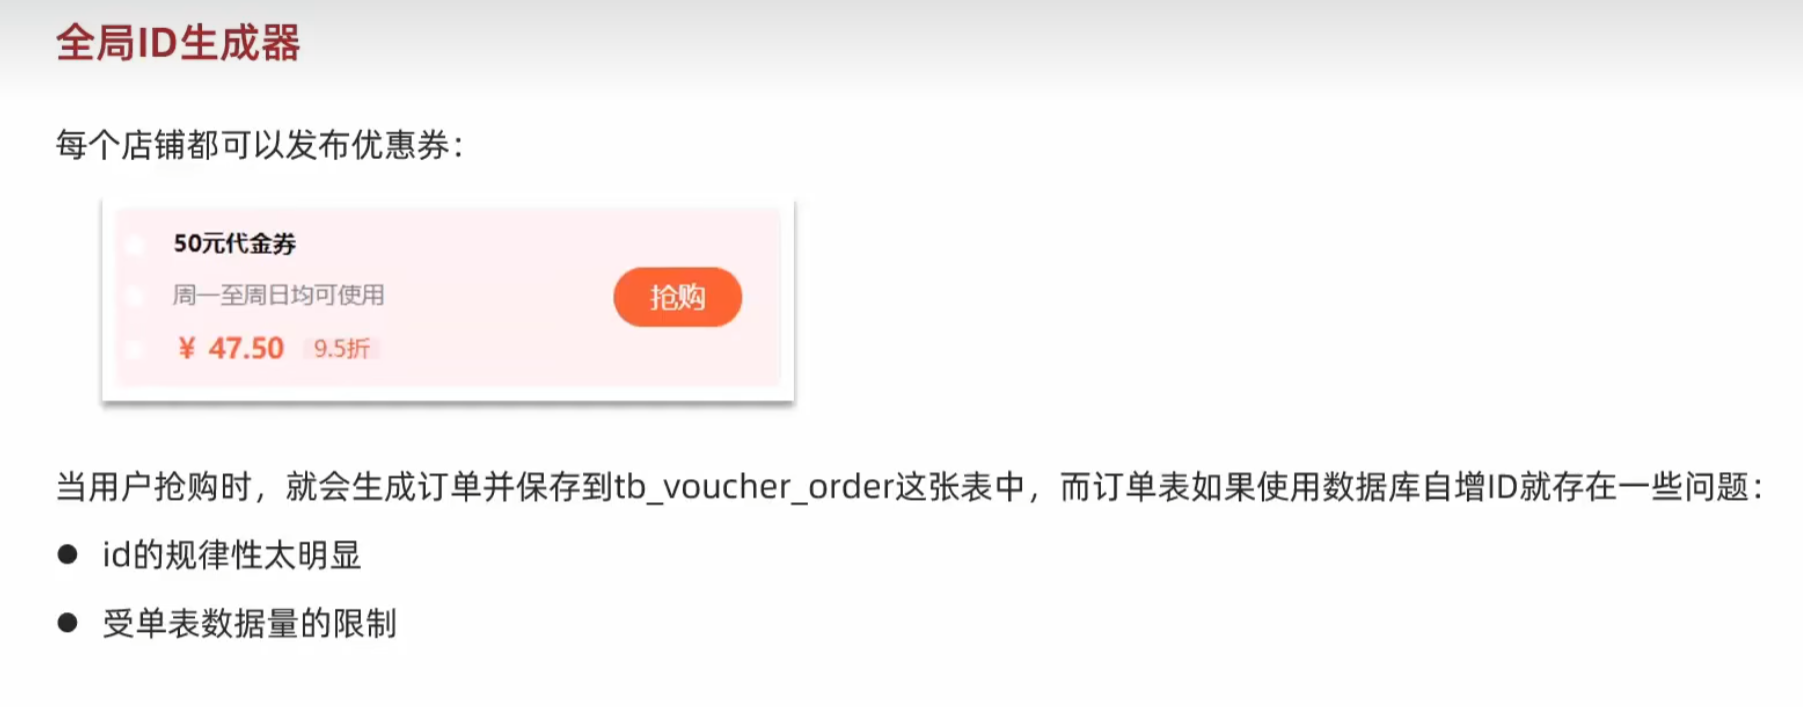 全局ID生成器
每个店铺都可以发布优惠券：
50元代金券
周一至周日均可使用
抢购
¥ 47.50 9.5折
当用户抢购时，就会生成订单并保存到tb_voucher_order这张表中，而订单表如果使用数据库自增ID就存在一些问题：
● id的规律性太明显
● 受单表数据量的限制